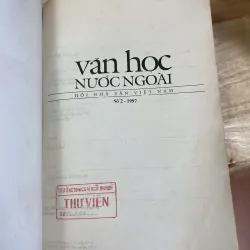 văn học
NƯỚC NGOÀI
HỘI NHÀ VĂN VIỆT NAM
Số 2 - 1997
THƯ VIỆN